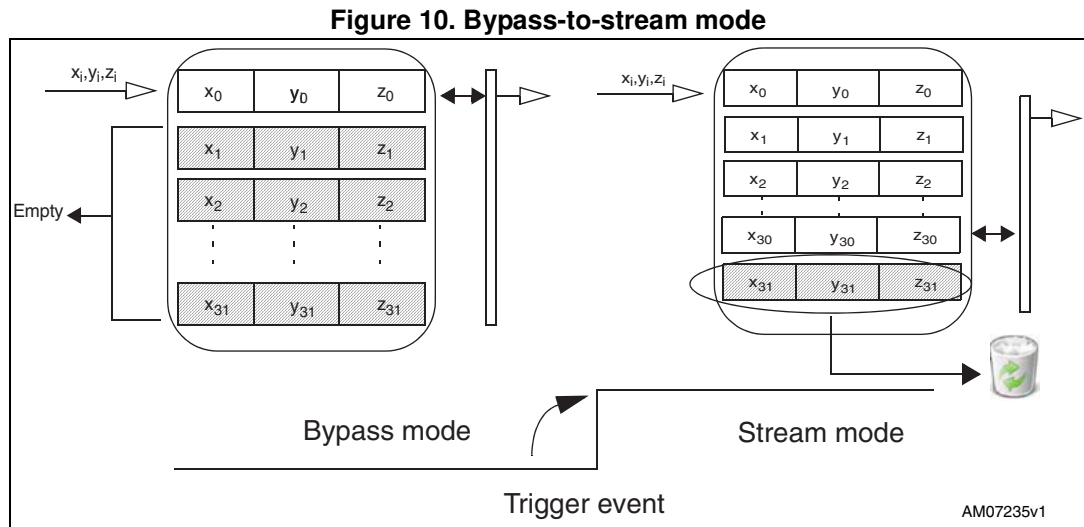 Figure 10. Bypass-to-stream mode
xi,yi,zi
x0 y0 z0
x1 y1 z1
x2 y2 z2
x31 y31 z31
Empty
xi,yi,zi
x0 y0 z0
x1 y1 z1
x2 y2 z2
x30 y30 z30
x31 y31 z31
Bypass mode
Stream mode
Trigger event
AM07235v1